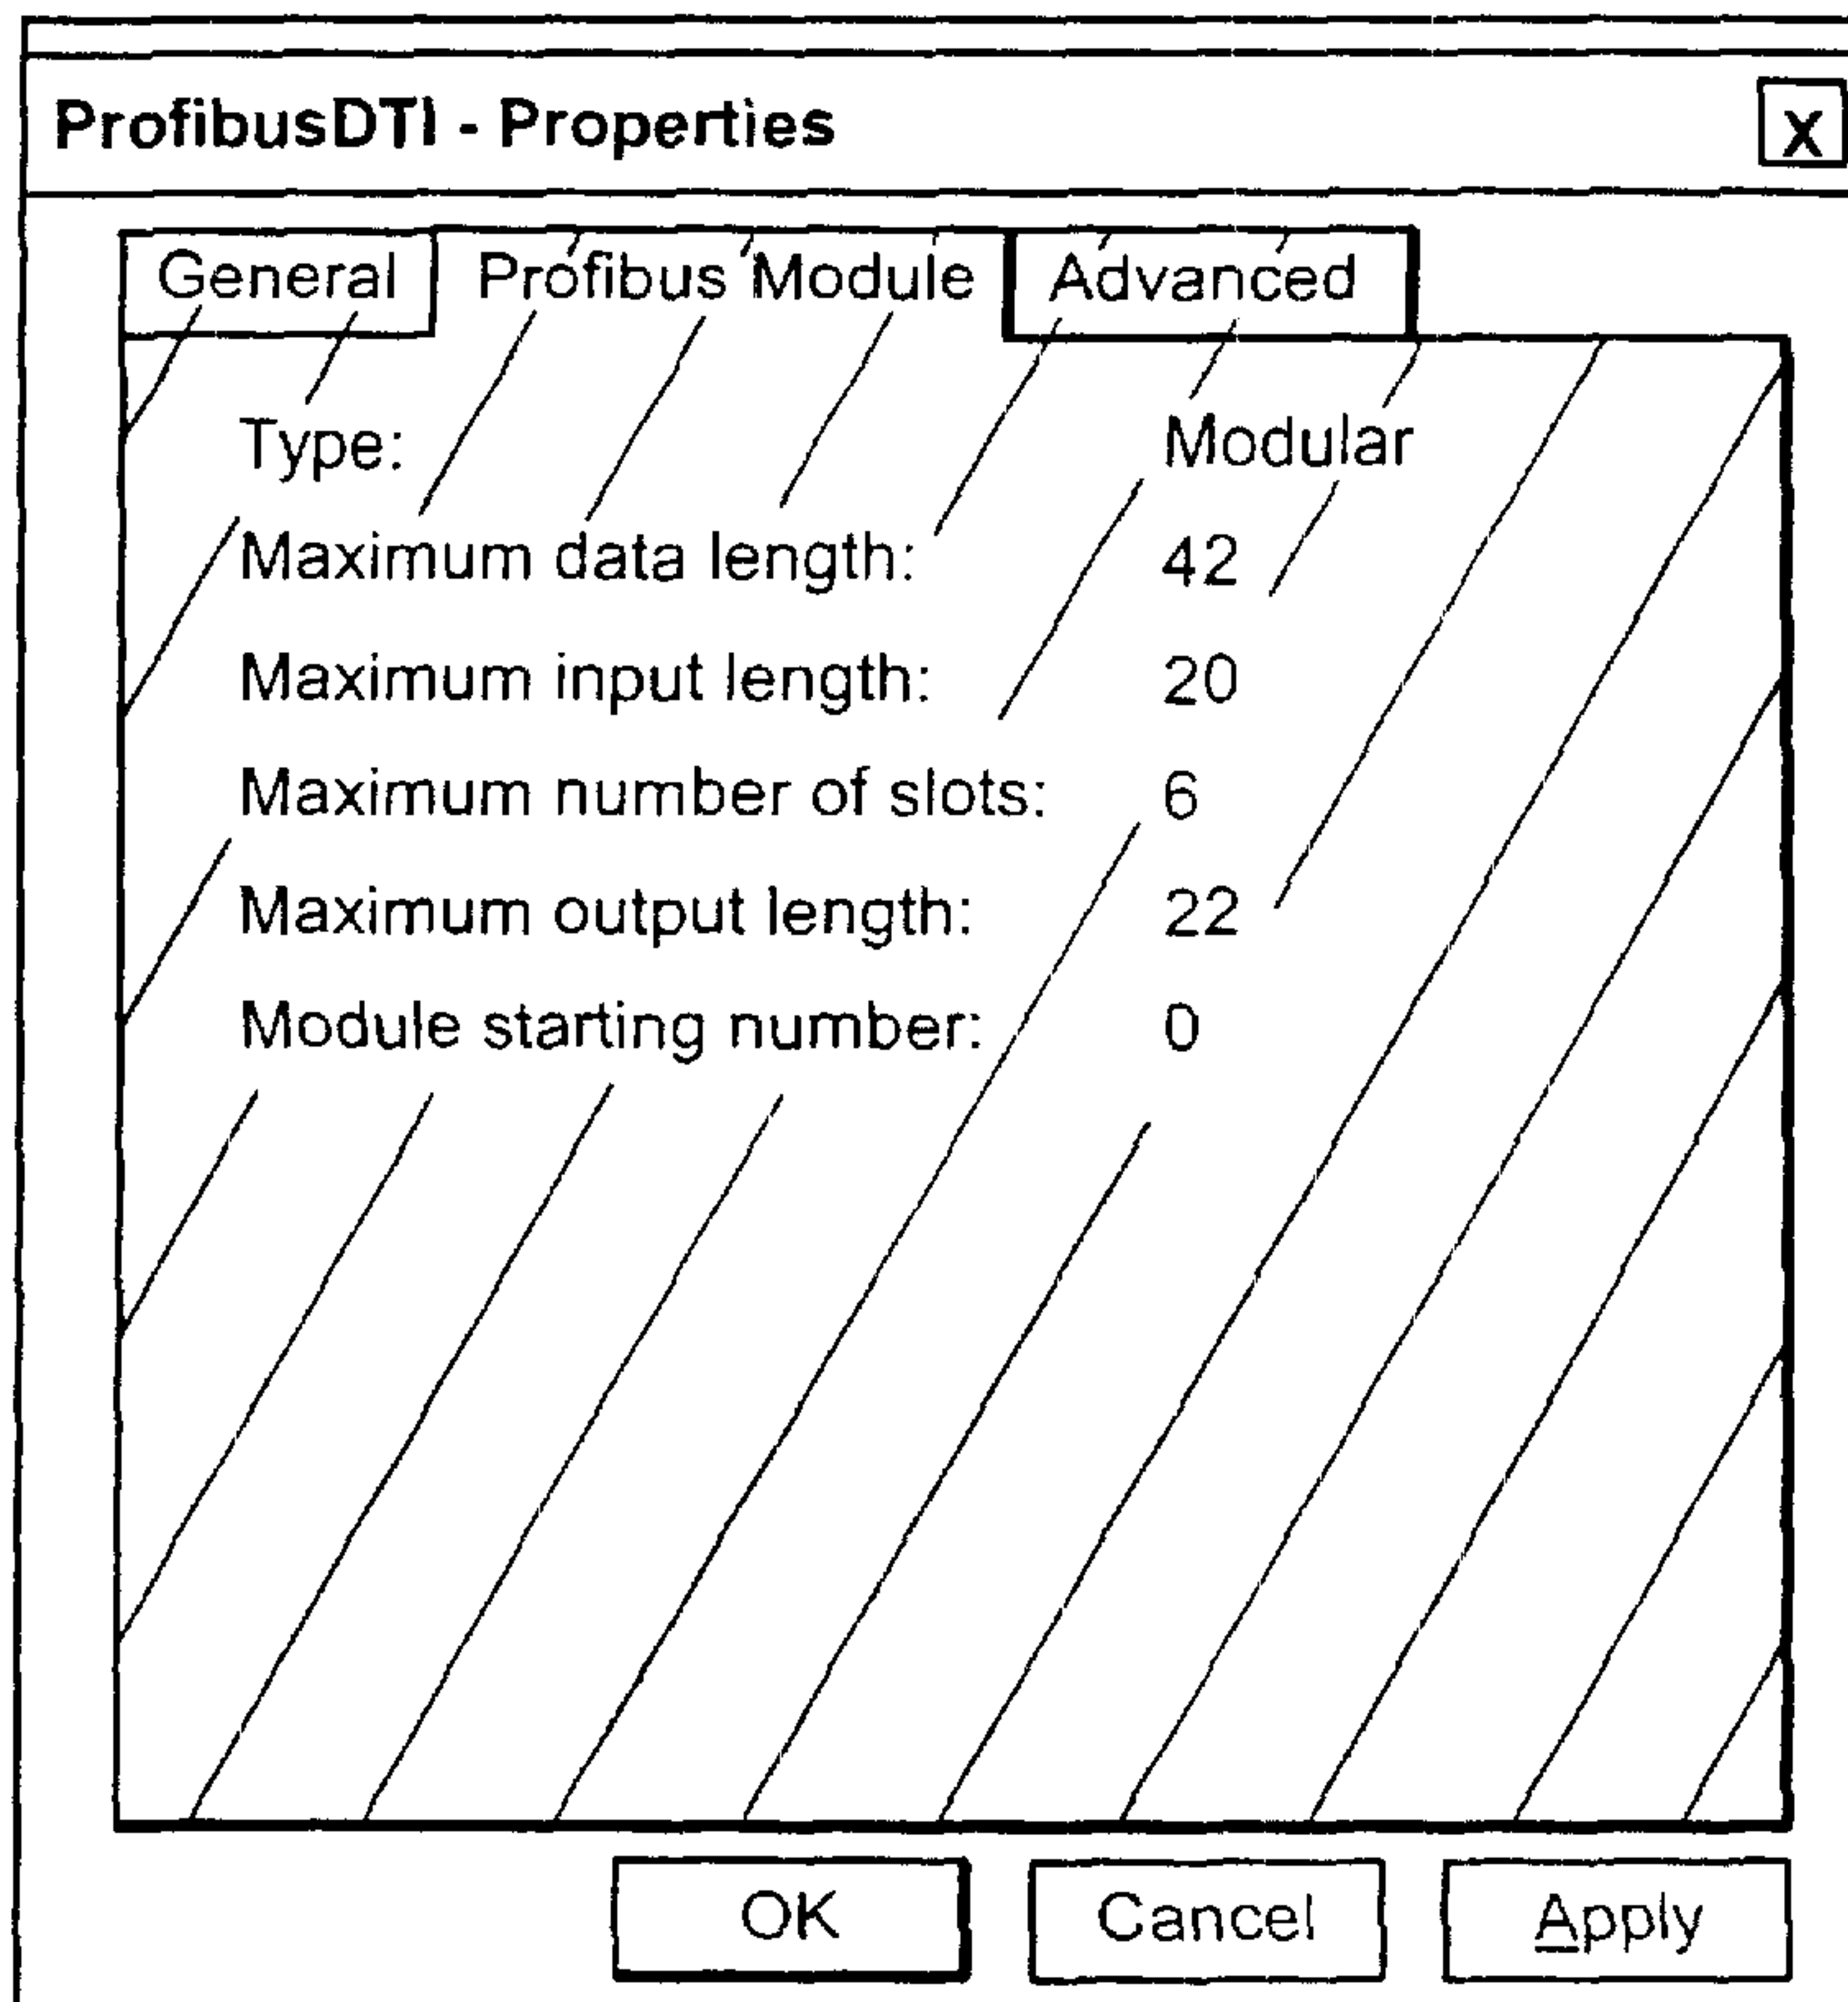 ProfibusDTI - Properties X
General Profibus Module Advanced
Type: Modular
Maximum data length: 42
Maximum input length: 20
Maximum number of slots: 6
Maximum output length: 22
Module starting number: 0
OK Cancel Apply